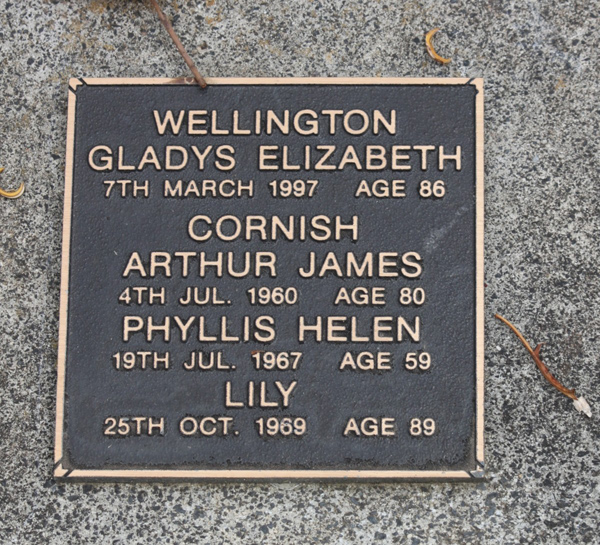 WELLINGTON
GLADYS ELIZABETH
7TH MARCH 1997 AGE 86
CORNISH
ARTHUR JAMES
4TH JUL. 1960 AGE 80
PHYLLIS HELEN
19TH JUL. 1967 AGE 59
LILY
25TH OCT. 1969 AGE 89